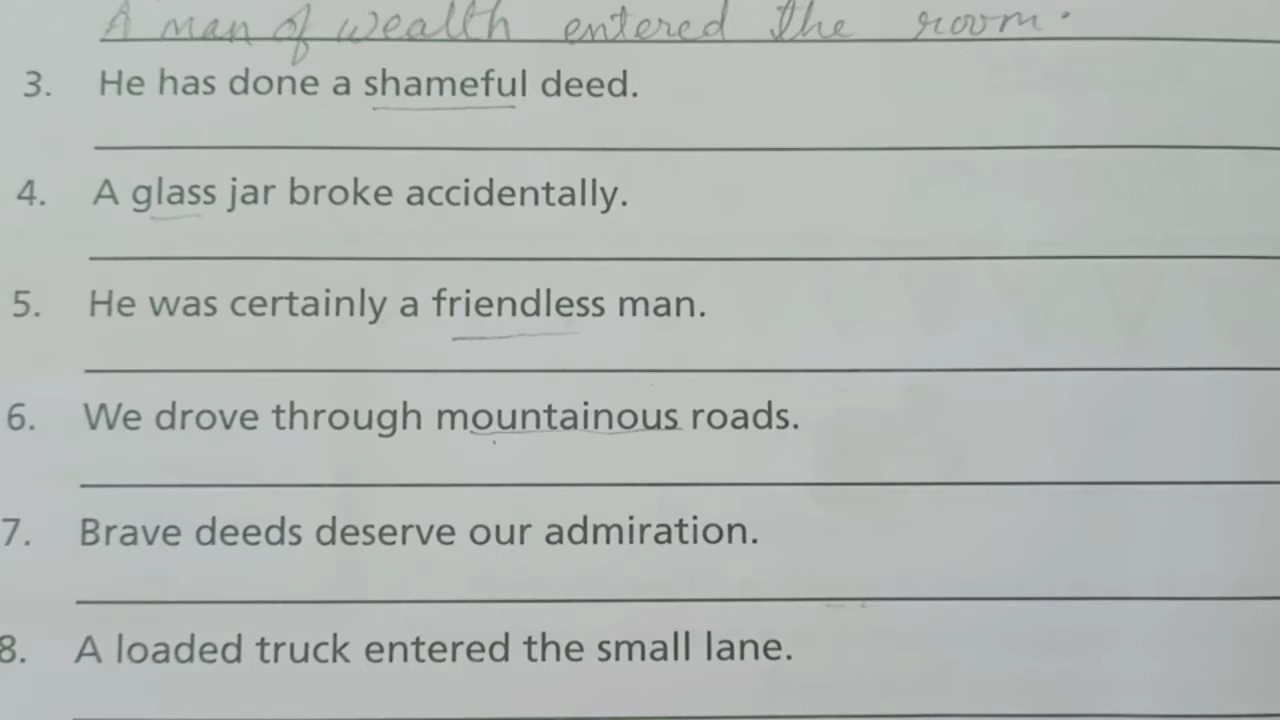 A man of wealth entered the room.
3. He has done a shameful deed.
4. A glass jar broke accidentally.
5. He was certainly a friendless man.
6. We drove through mountainous roads.
7. Brave deeds deserve our admiration.
8. A loaded truck entered the small lane.